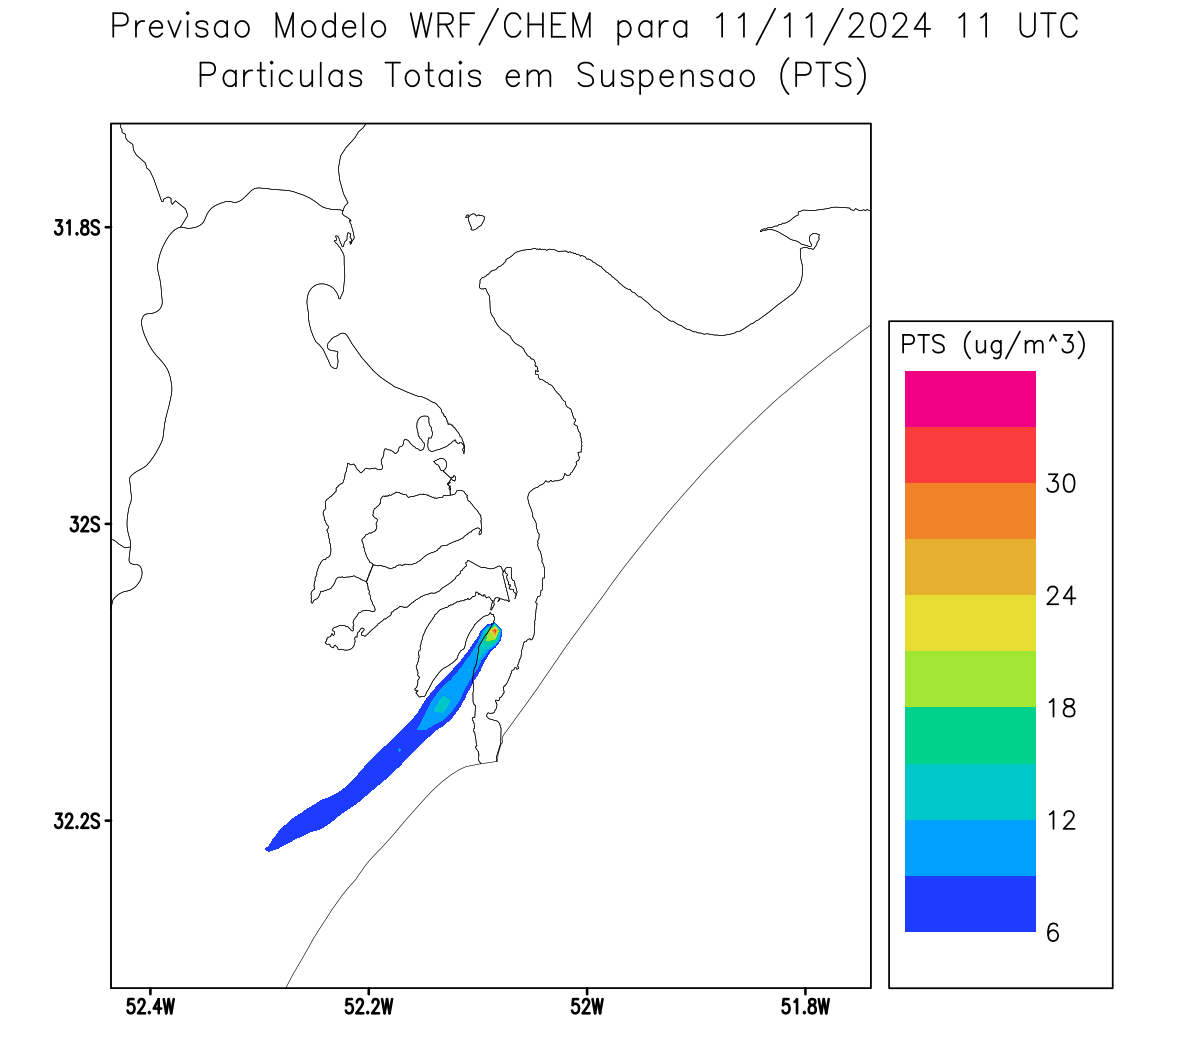 Previsao Modelo WRF/CHEM para 11/11/2024 11 UTC
Particulas Totais em Suspensao (PTS)
31.8S
32S
32.2S
52.4W
52.2W
52W
51.8W
PTS (ug/m^3)
30
24
18
12
6